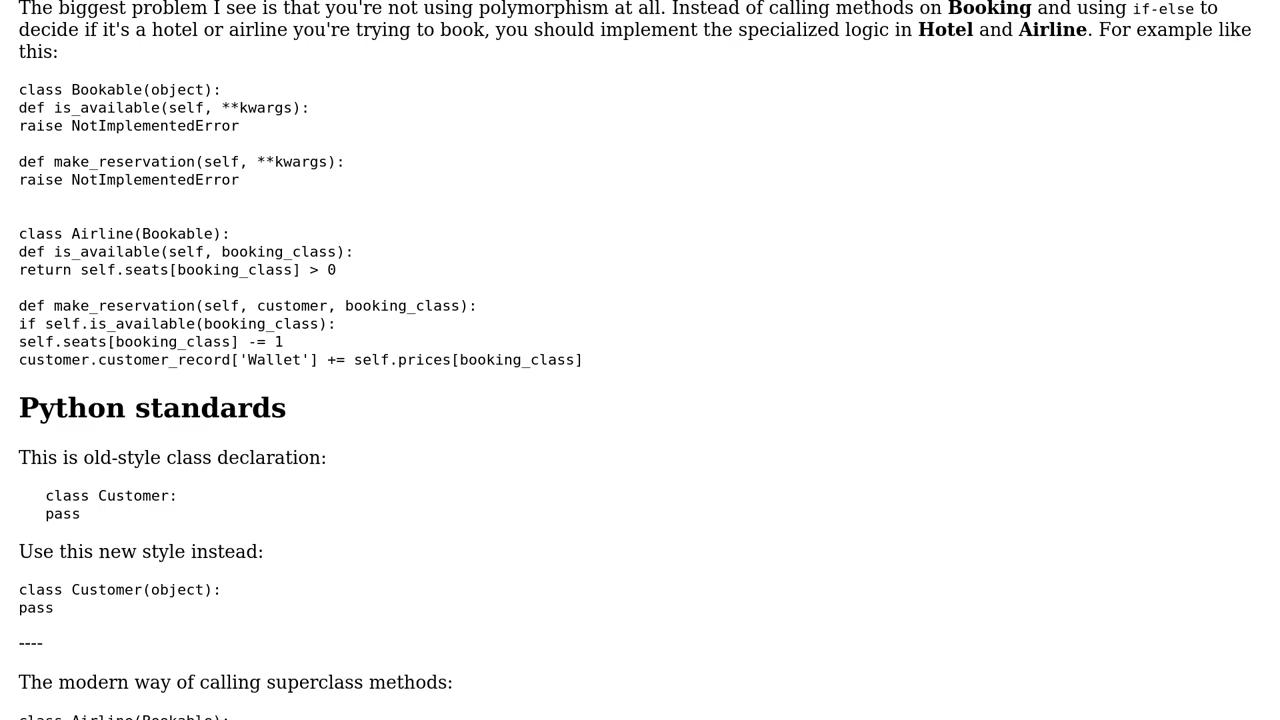 The biggest problem I see is that you're not using polymorphism at all. Instead of calling methods on Booking and using if-else to
decide if it's a hotel or airline you're trying to book, you should implement the specialized logic in Hotel and Airline. For example like
this:
class Bookable(object):
def is_available(self, **kwargs):
raise NotImplementedError
def make_reservation(self, **kwargs):
raise NotImplementedError
class Airline(Bookable):
def is_available(self, booking_class):
return self.seats[booking_class] > 0
def make_reservation(self, customer, booking_class):
if self.is_available(booking_class):
self.seats[booking_class] -= 1
customer.customer_record['Wallet'] += self.prices[booking_class]
Python standards
This is old-style class declaration:
class Customer:
pass
Use this new style instead:
class Customer(object):
pass
----
The modern way of calling superclass methods:
class Airline(Bookable):